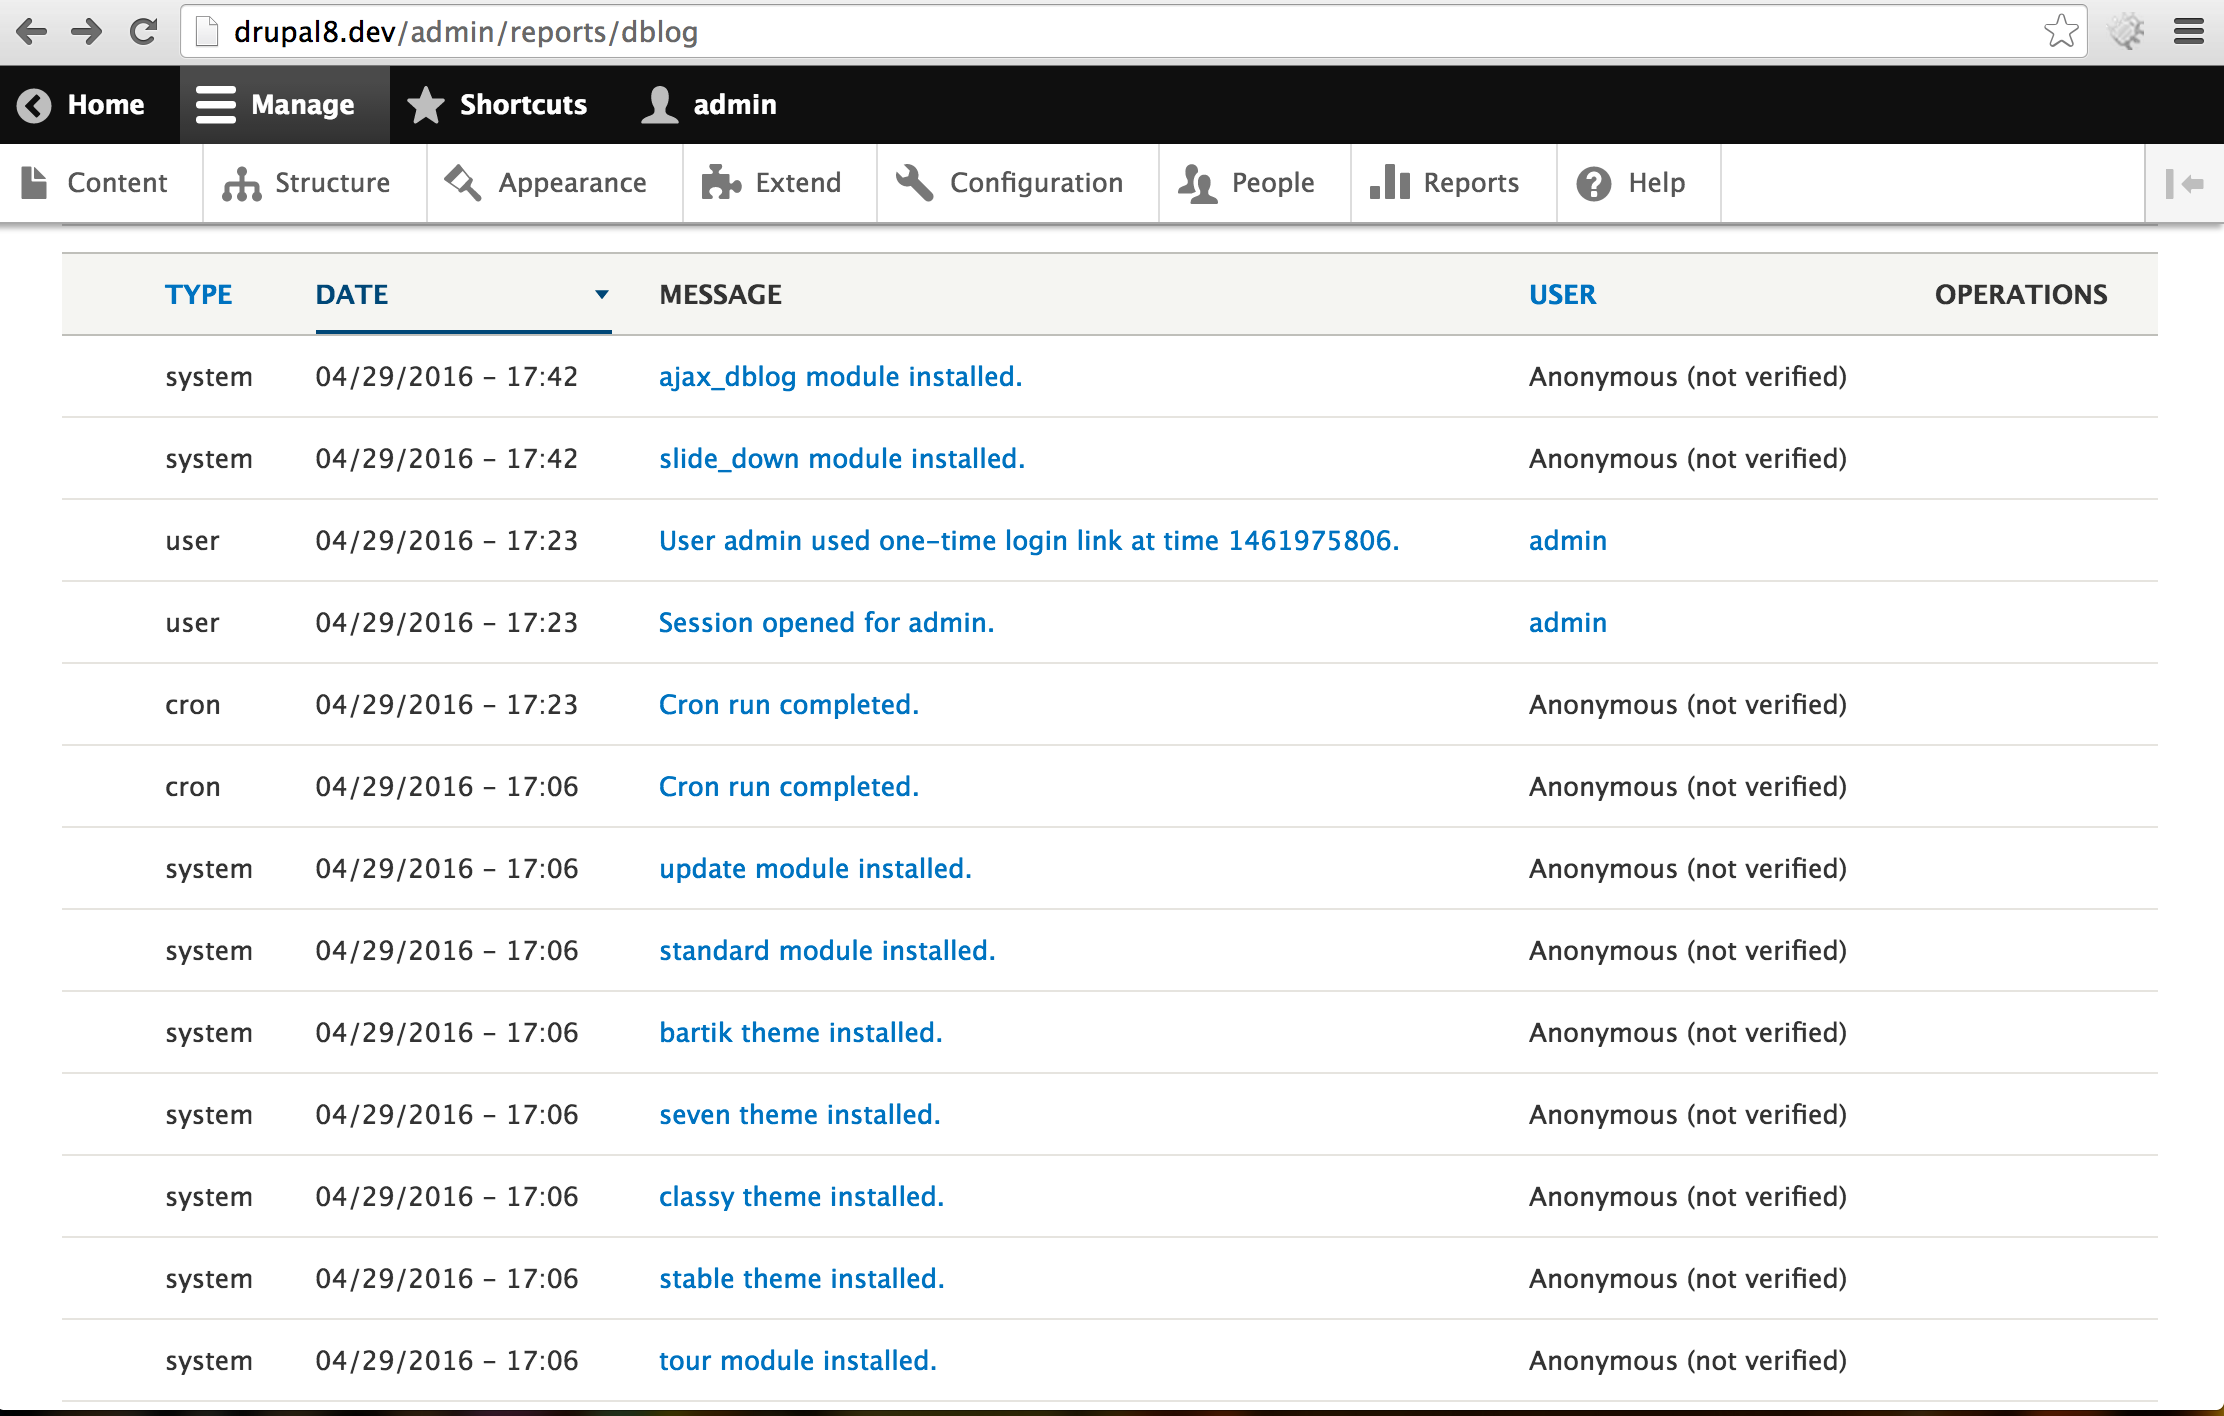 drupal8.dev/admin/reports/dblog
Home Manage Shortcuts admin
Content Structure Appearance Extend Configuration People Reports Help
TYPE DATE MESSAGE USER OPERATIONS
system 04/29/2016 - 17:42 ajax_dblog module installed. Anonymous (not verified)
system 04/29/2016 - 17:42 slide_down module installed. Anonymous (not verified)
user 04/29/2016 - 17:23 User admin used one-time login link at time 1461975806. admin
user 04/29/2016 - 17:23 Session opened for admin. admin
cron 04/29/2016 - 17:23 Cron run completed. Anonymous (not verified)
cron 04/29/2016 - 17:06 Cron run completed. Anonymous (not verified)
system 04/29/2016 - 17:06 update module installed. Anonymous (not verified)
system 04/29/2016 - 17:06 standard module installed. Anonymous (not verified)
system 04/29/2016 - 17:06 bartik theme installed. Anonymous (not verified)
system 04/29/2016 - 17:06 seven theme installed. Anonymous (not verified)
system 04/29/2016 - 17:06 classy theme installed. Anonymous (not verified)
system 04/29/2016 - 17:06 stable theme installed. Anonymous (not verified)
system 04/29/2016 - 17:06 tour module installed. Anonymous (not verified)